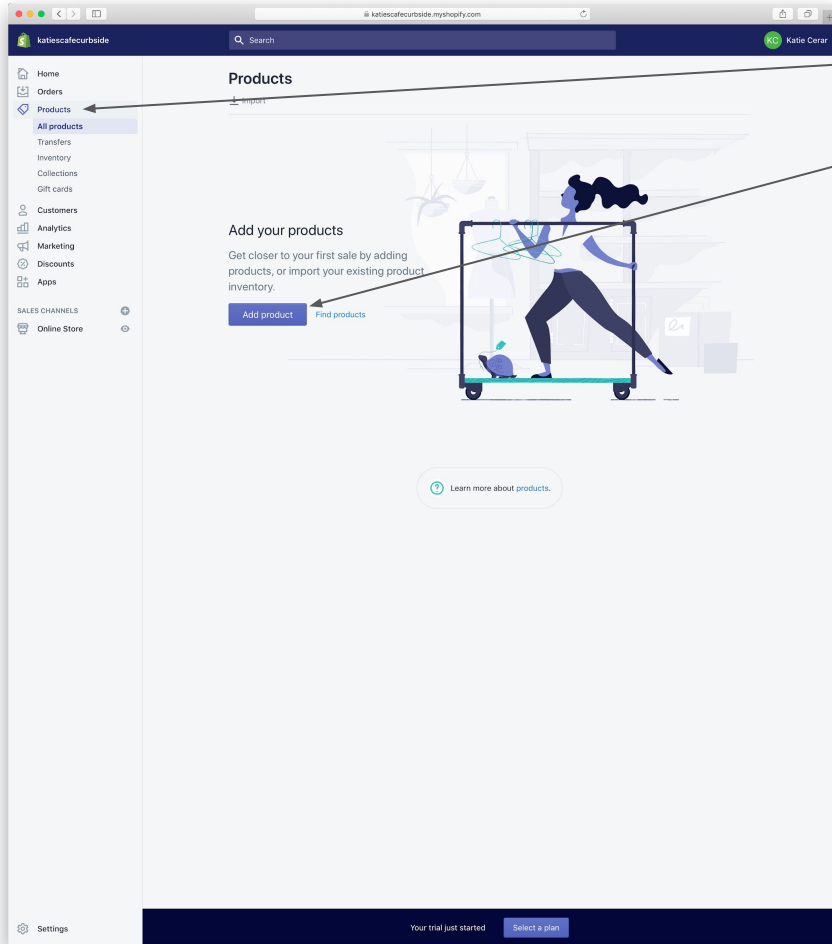 katiescafecurbside.myshopify.com
katiescafecurbside
Search
KC Katie Cerar
Home
Orders
Products
All products
Transfers
Inventory
Collections
Gift cards
Customers
Analytics
Marketing
Discounts
Apps
SALES CHANNELS
Online Store
Settings
Products
Import
Add your products
Get closer to your first sale by adding
products, or import your existing product
inventory.
Add product Find products
Learn more about products.
Your trial just started Select a plan